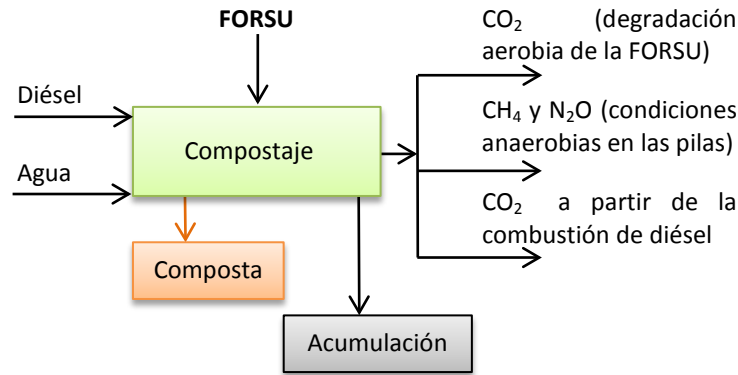 FORSU
CO₂ (degradación
aerobia de la FORSU)
Diésel
CH₄ y N₂O (condiciones
anaerobias en las pilas)
Compostaje
Agua
CO₂ a partir de la
combustión de diésel
Composta
Acumulación